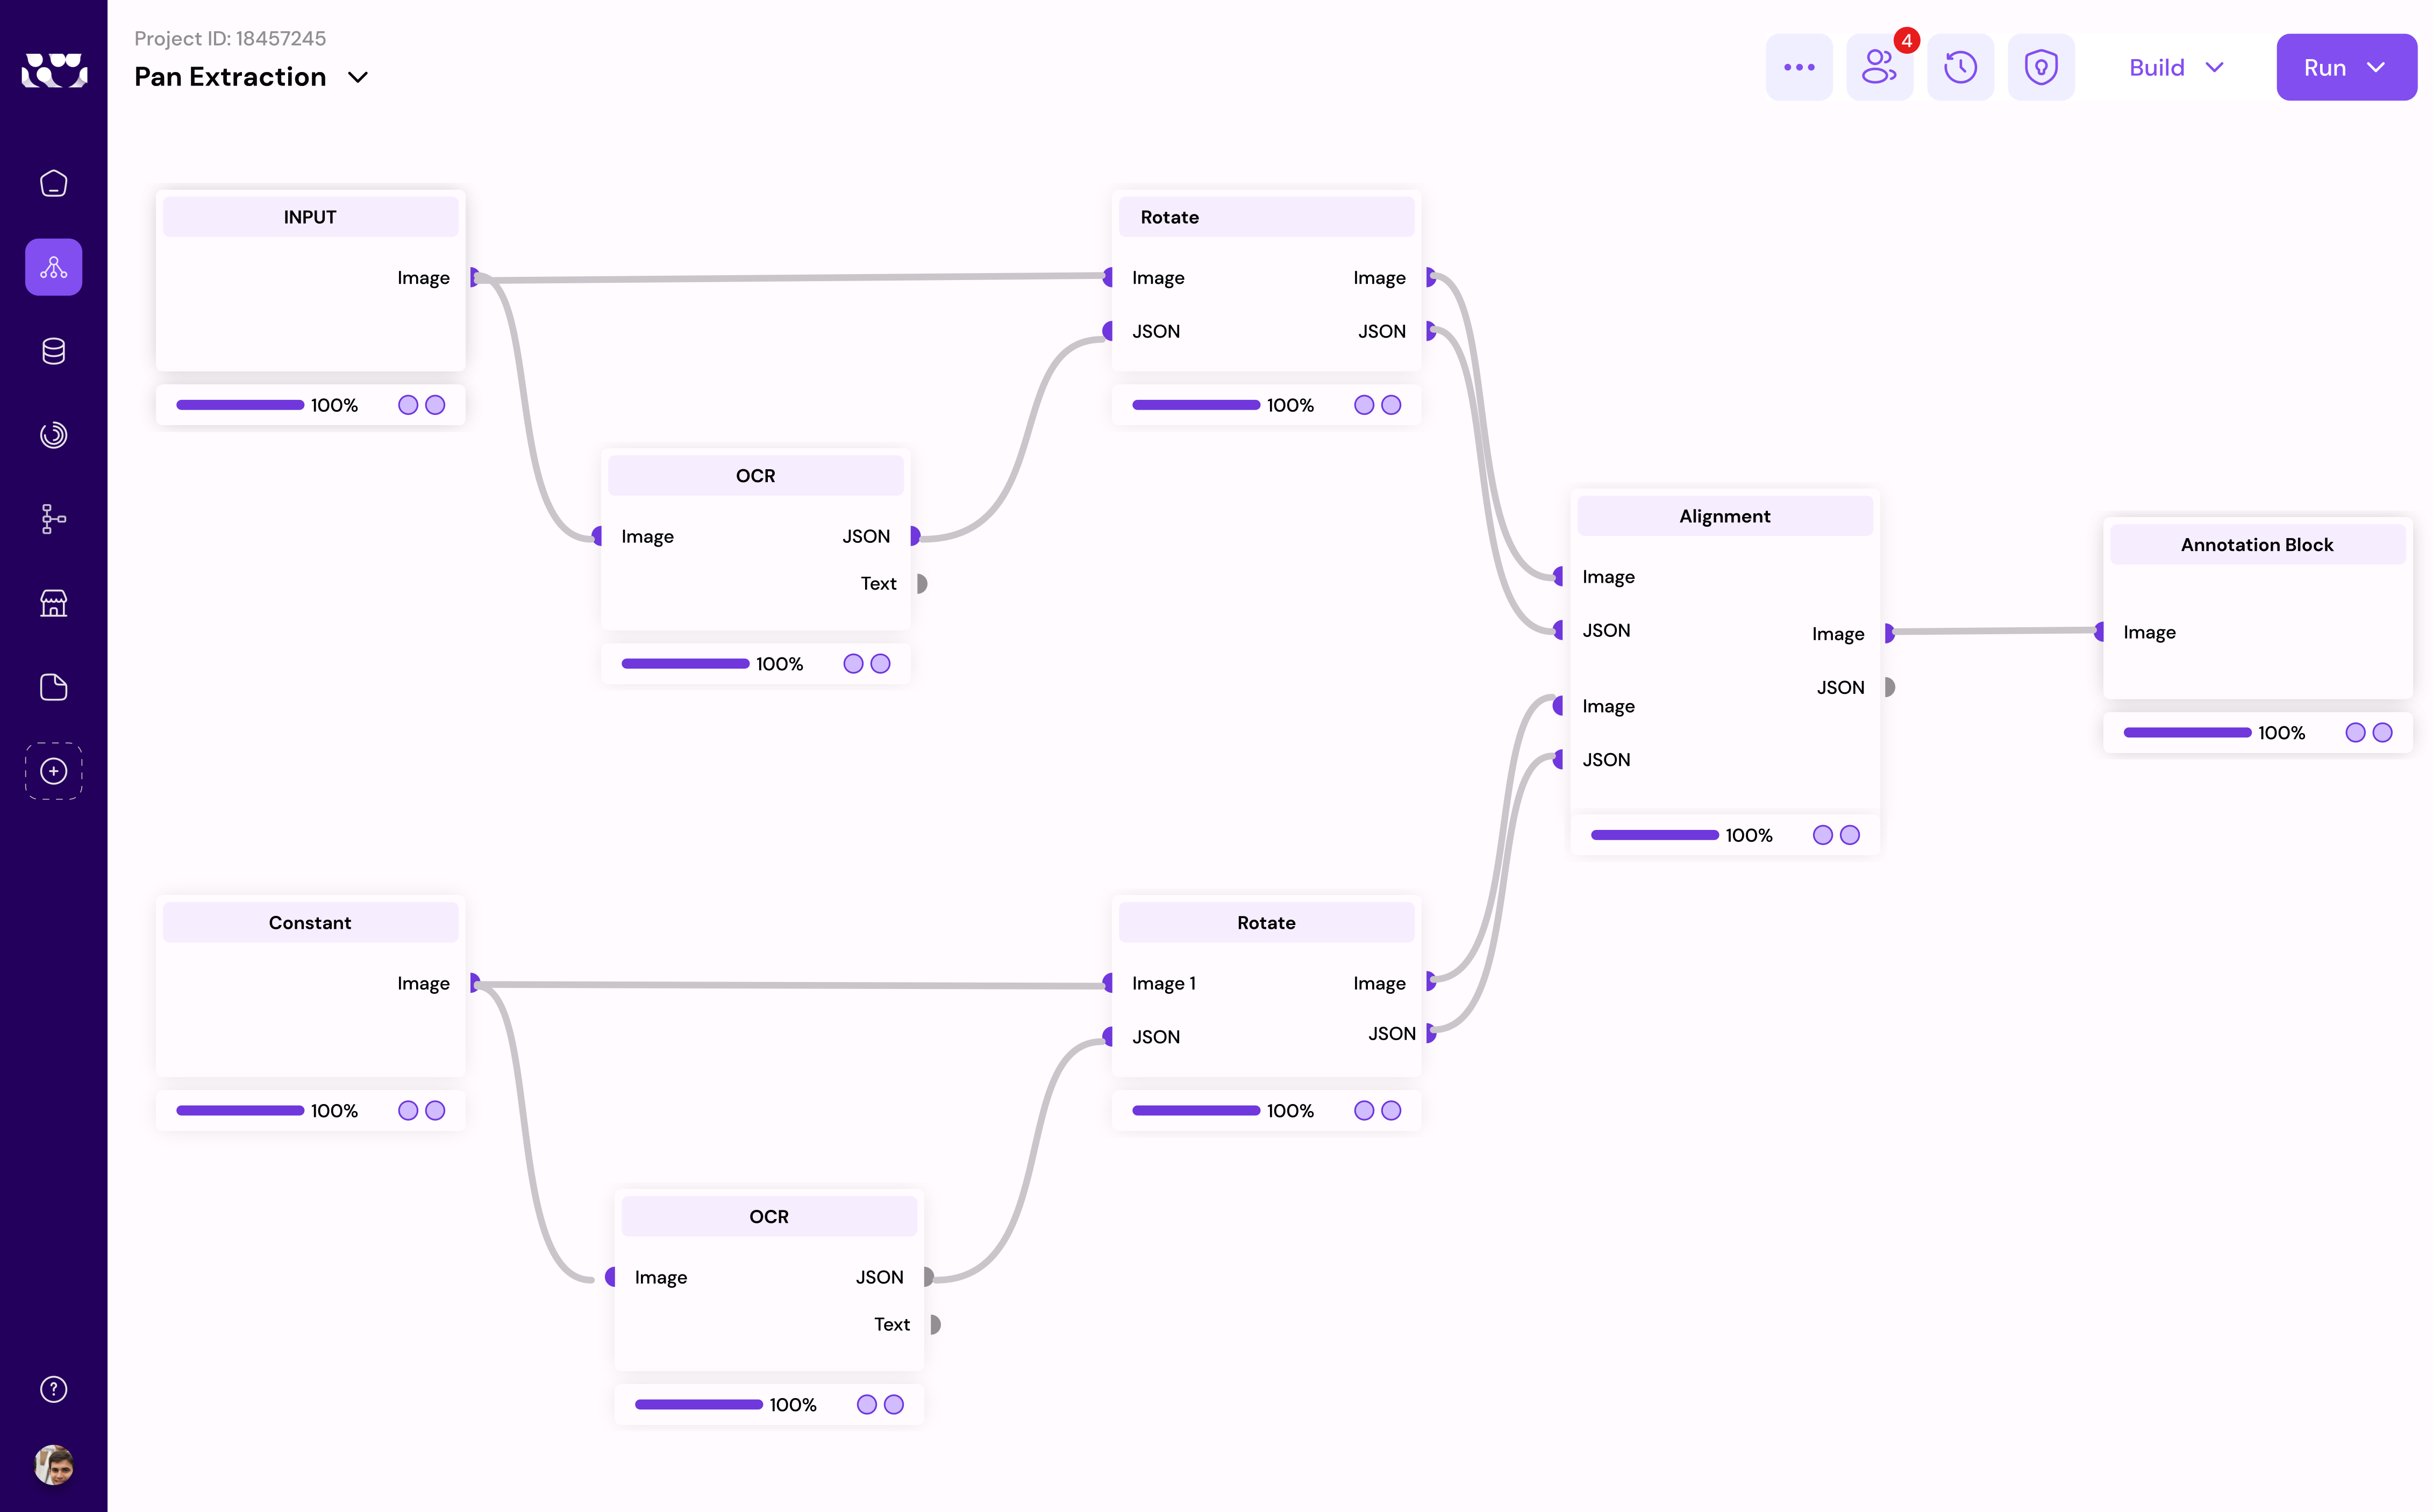 Project ID: 18457245
Pan Extraction
4
Build
Run
INPUT
Image
100%
Rotate
Image
Image
JSON
JSON
100%
OCR
Image
JSON
Text
100%
Alignment
Image
JSON
Image
JSON
Image
JSON
100%
Annotation Block
Image
100%
Constant
Image
100%
Rotate
Image 1
Image
JSON
JSON
100%
OCR
Image
JSON
Text
100%
?